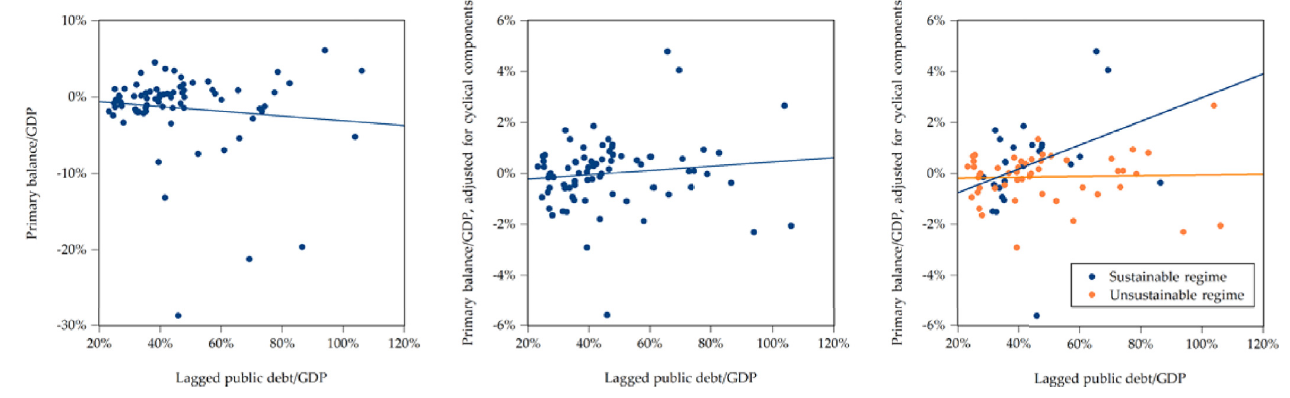 Primary balance/GDP
10%
0%
-10%
-20%
-30%
20% 40% 60% 80% 100% 120%
Lagged public debt/GDP
Primary balance/GDP, adjusted for cyclical components
6%
4%
2%
0%
-2%
-4%
-6%
20% 40% 60% 80% 100% 120%
Lagged public debt/GDP
Primary balance/GDP, adjusted for cyclical components
6%
4%
2%
0%
-2%
-4%
-6%
Sustainable regime
Unsustainable regime
20% 40% 60% 80% 100% 120%
Lagged public debt/GDP